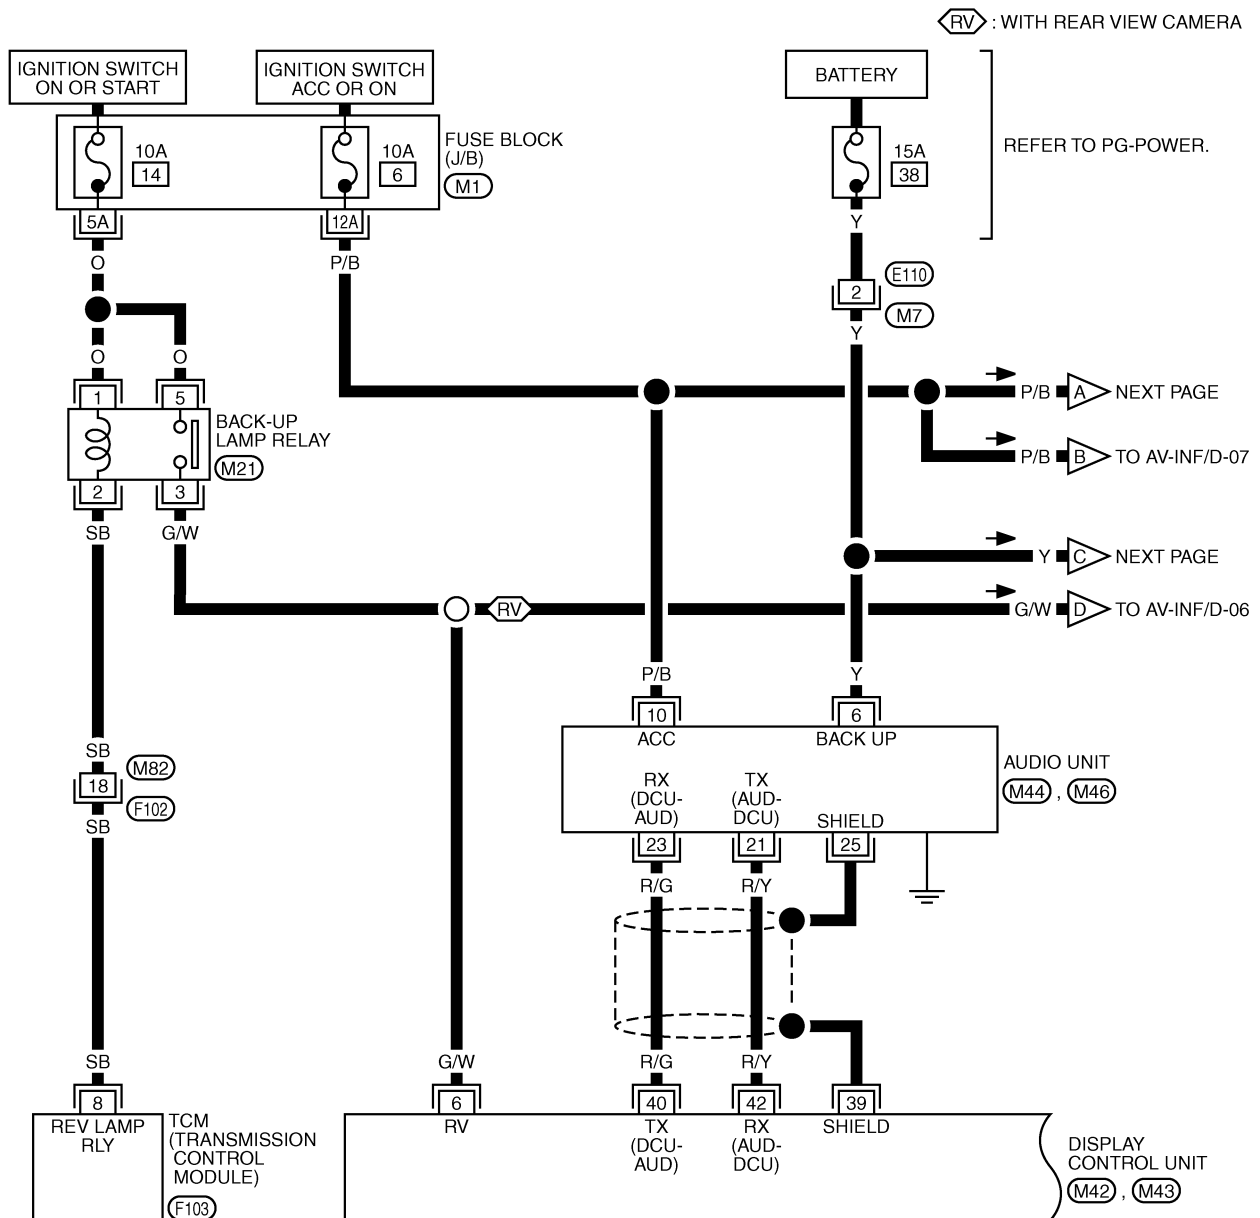 RV : WITH REAR VIEW CAMERA
IGNITION SWITCH
ON OR START
IGNITION SWITCH
ACC OR ON
BATTERY
10A
14
10A
6
FUSE BLOCK
(J/B)
M1
15A
38
REFER TO PG-POWER.
5A
12A
O
P/B
Y
E110
2
M7
Y
O
O
1
5
BACK-UP
LAMP RELAY
M21
2
3
SB
G/W
P/B A NEXT PAGE
P/B B TO AV-INF/D-07
Y C NEXT PAGE
RV
G/W D TO AV-INF/D-06
P/B
Y
10
6
ACC
BACK UP
SB
M82
18
F102
SB
RX
(DCU-
AUD)
TX
(AUD-
DCU)
SHIELD
AUDIO UNIT
M44 , M46
23
21
25
R/G
R/Y
SB
G/W
R/G
R/Y
8
6
40
42
39
REV LAMP
RLY
TCM
(TRANSMISSION
CONTROL
MODULE)
F103
RV
TX
(DCU-
AUD)
RX
(AUD-
DCU)
SHIELD
DISPLAY
CONTROL UNIT
M42 , M43